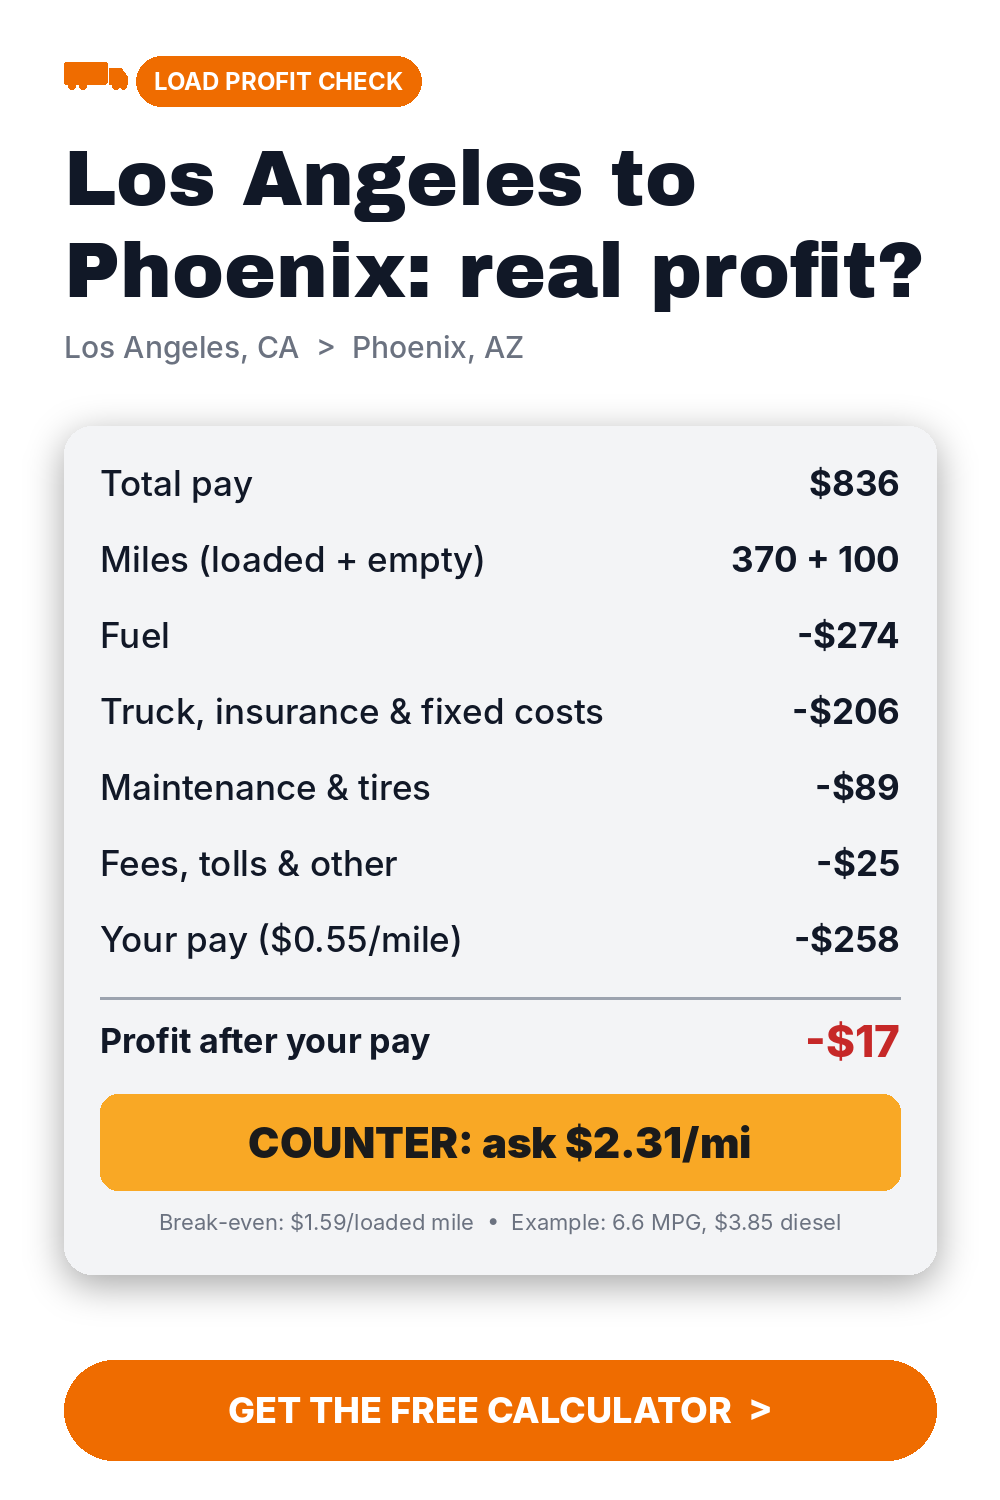 LOAD PROFIT CHECK
Los Angeles to
Phoenix: real profit?
Los Angeles, CA > Phoenix, AZ
Total pay $836
Miles (loaded + empty) 370 + 100
Fuel -$274
Truck, insurance & fixed costs -$206
Maintenance & tires -$89
Fees, tolls & other -$25
Your pay ($0.55/mile) -$258
Profit after your pay -$17
COUNTER: ask $2.31/mi
Break-even: $1.59/loaded mile • Example: 6.6 MPG, $3.85 diesel
GET THE FREE CALCULATOR >